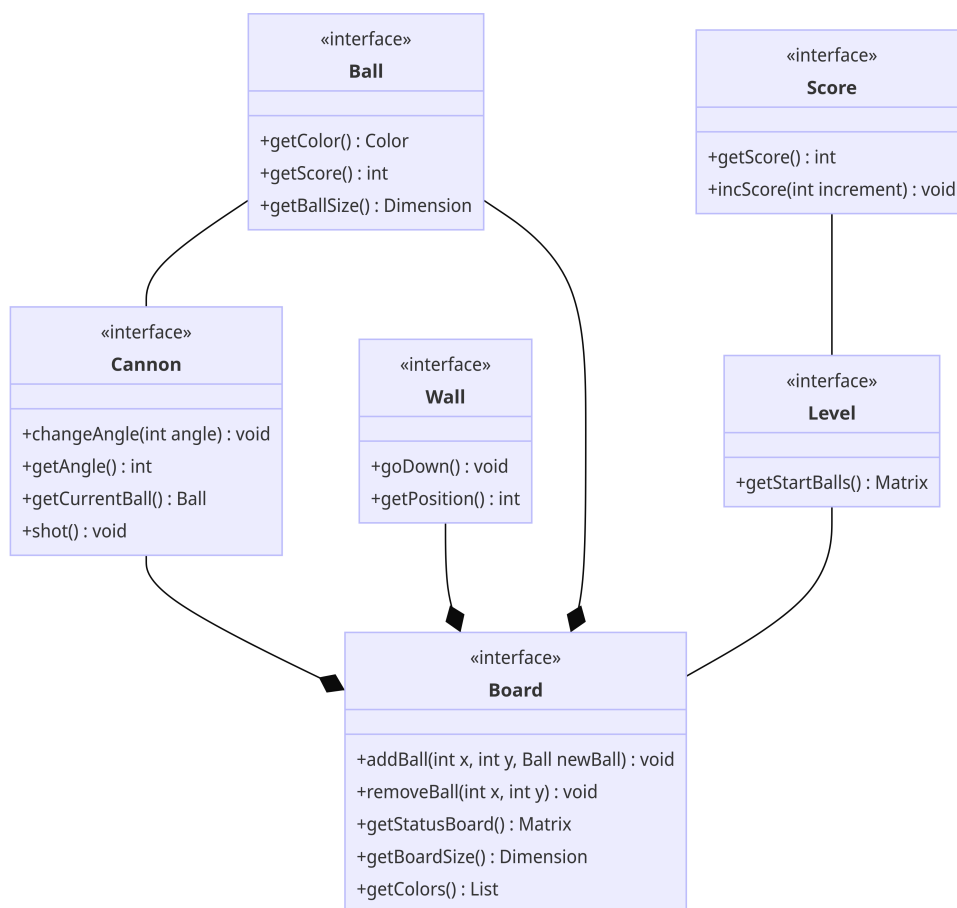 «interface»
Ball
+getColor() : Color
+getScore() : int
+getBallSize() : Dimension
«interface»
Score
+getScore() : int
+incScore(int increment) : void
«interface»
Cannon
+changeAngle(int angle) : void
+getAngle() : int
+getCurrentBall() : Ball
+shot() : void
«interface»
Wall
+goDown() : void
+getPosition() : int
«interface»
Level
+getStartBalls() : Matrix
«interface»
Board
+addBall(int x, int y, Ball newBall) : void
+removeBall(int x, int y) : void
+getStatusBoard() : Matrix
+getBoardSize() : Dimension
+getColors() : List